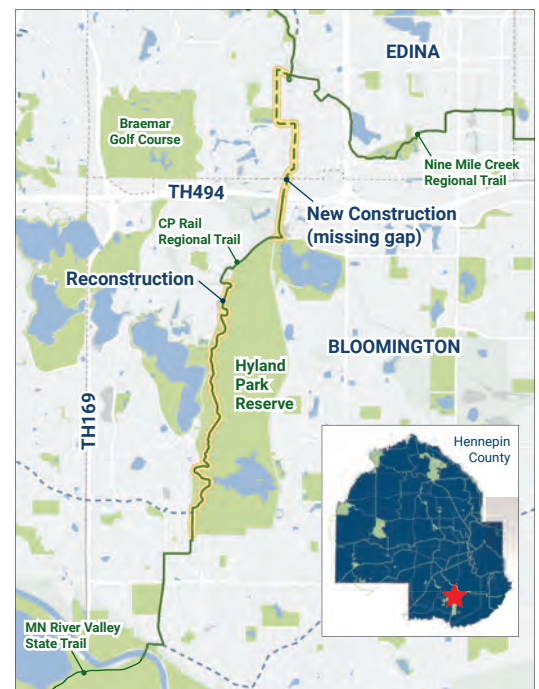 EDINA
Braemar
Golf Course
Nine Mile Creek
Regional Trail
TH494
New Construction
(missing gap)
CP Rail
Regional Trail
Reconstruction
BLOOMINGTON
Hyland
Park
Reserve
TH169
Hennepin
County
MN River Valley
State Trail